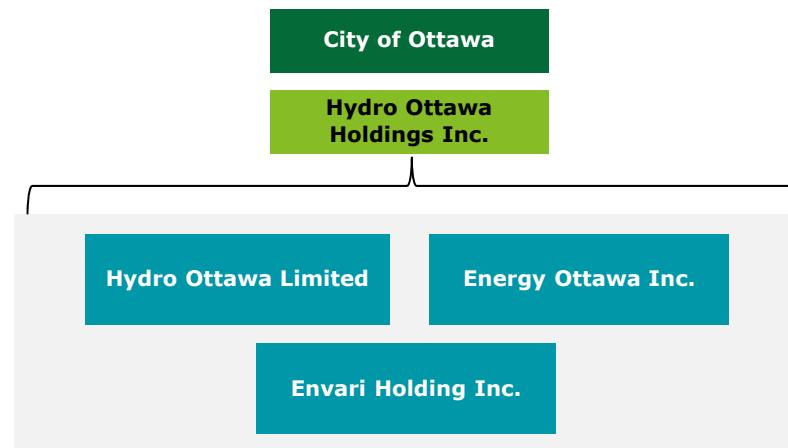 City of Ottawa
Hydro Ottawa
Holdings Inc.
Hydro Ottawa Limited
Energy Ottawa Inc.
Envari Holding Inc.